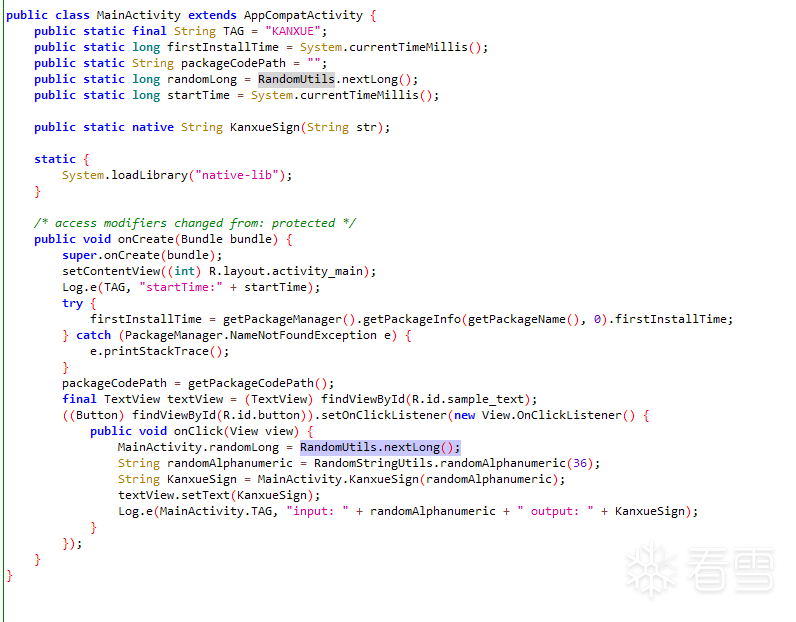 public class MainActivity extends AppCompatActivity {
    public static final String TAG = "KANXUE";
    public static long firstInstallTime = System.currentTimeMillis();
    public static String packageCodePath = "";
    public static long randomLong = RandomUtils.nextLong();
    public static long startTime = System.currentTimeMillis();

    public static native String KanxueSign(String str);

    static {
        System.loadLibrary("native-lib");
    }

    /* access modifiers changed from: protected */
    public void onCreate(Bundle bundle) {
        super.onCreate(bundle);
        setContentView((int) R.layout.activity_main);
        Log.e(TAG, "startTime:" + startTime);
        try {
            firstInstallTime = getPackageManager().getPackageInfo(getPackageName(), 0).firstInstallTime;
        } catch (PackageManager.NameNotFoundException e) {
            e.printStackTrace();
        }
        packageCodePath = getPackageCodePath();
        final TextView textView = (TextView) findViewById(R.id.sample_text);
        ((Button) findViewById(R.id.button)).setOnClickListener(new View.OnClickListener() {
            public void onClick(View view) {
                MainActivity.randomLong = RandomUtils.nextLong();
                String randomAlphanumeric = RandomStringUtils.randomAlphanumeric(36);
                String KanxueSign = MainActivity.KanxueSign(randomAlphanumeric);
                textView.setText(KanxueSign);
                Log.e(MainActivity.TAG, "input: " + randomAlphanumeric + " output: " + KanxueSign);
            }
        });
    }
}
看雪